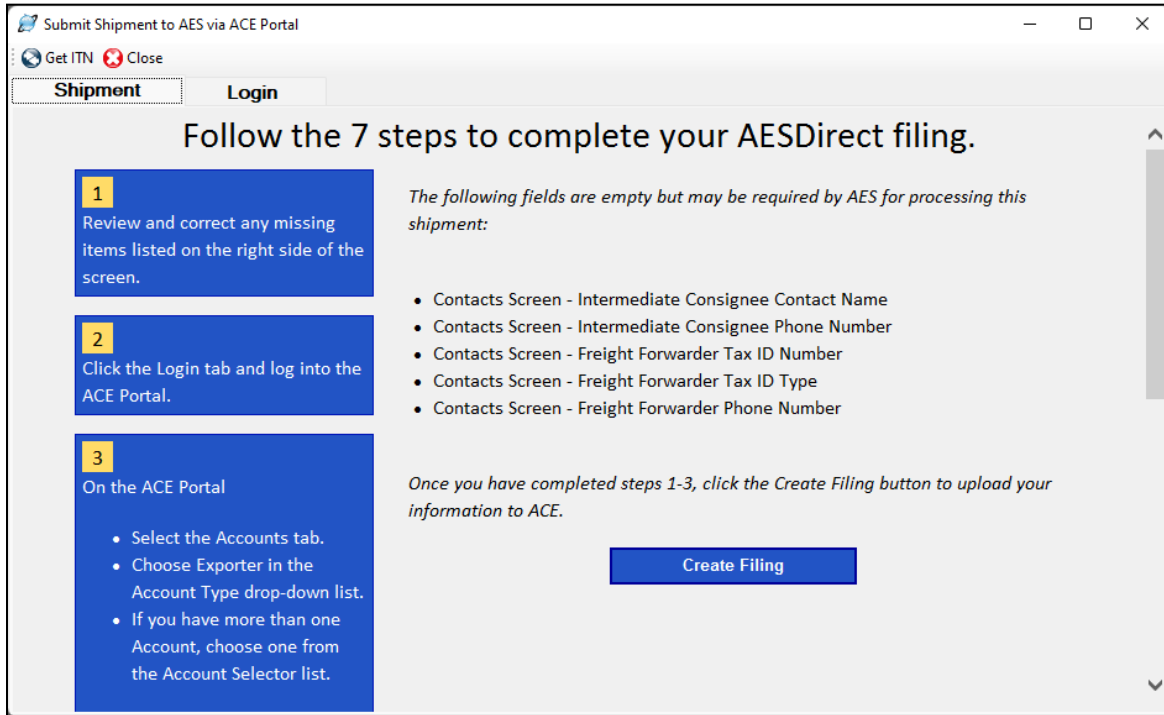 Submit Shipment to AES via ACE Portal
Get ITN Close
Shipment Login
Follow the 7 steps to complete your AESDirect filing.
1
Review and correct any missing
items listed on the right side of the
screen.
2
Click the Login tab and log into the
ACE Portal.
3
On the ACE Portal
• Select the Accounts tab.
• Choose Exporter in the
Account Type drop-down list.
• If you have more than one
Account, choose one from
the Account Selector list.
The following fields are empty but may be required by AES for processing this
shipment:
• Contacts Screen - Intermediate Consignee Contact Name
• Contacts Screen - Intermediate Consignee Phone Number
• Contacts Screen - Freight Forwarder Tax ID Number
• Contacts Screen - Freight Forwarder Tax ID Type
• Contacts Screen - Freight Forwarder Phone Number
Once you have completed steps 1-3, click the Create Filing button to upload your
information to ACE.
Create Filing